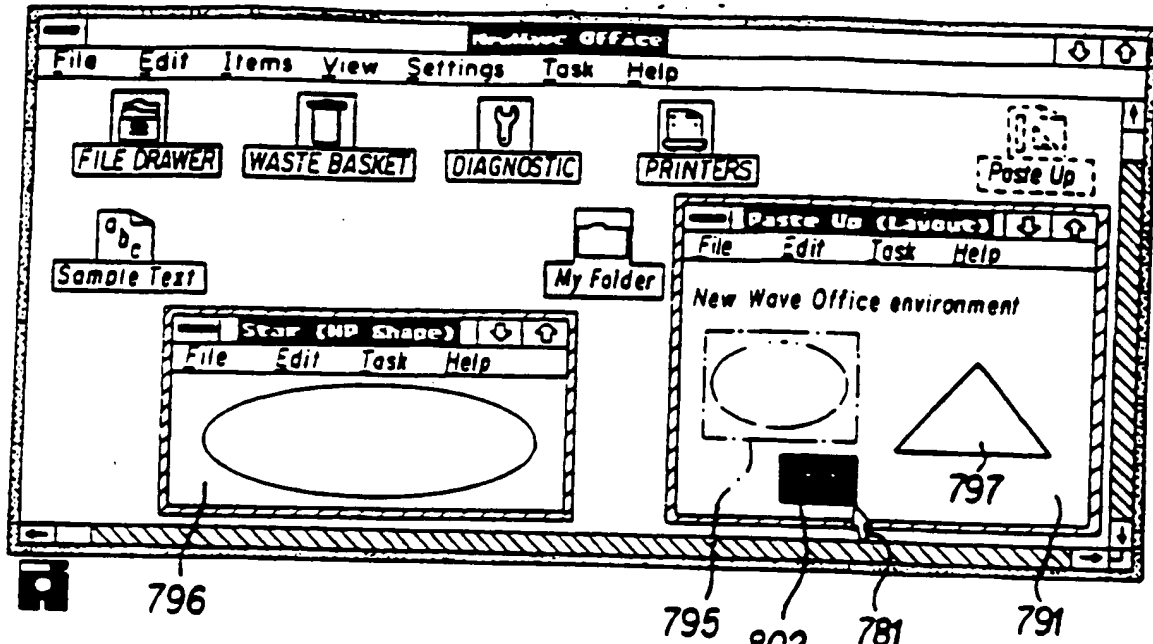 NewWave Office
File Edit Items View Settings Task Help
FILE DRAWER WASTE BASKET DIAGNOSTIC PRINTERS Paste Up
Paste Up (Layout)
File Edit Task Help
abc
Sample Text My Folder
New Wave Office environment
Star (HP Shape)
File Edit Task Help
797
796 795 802 781 791